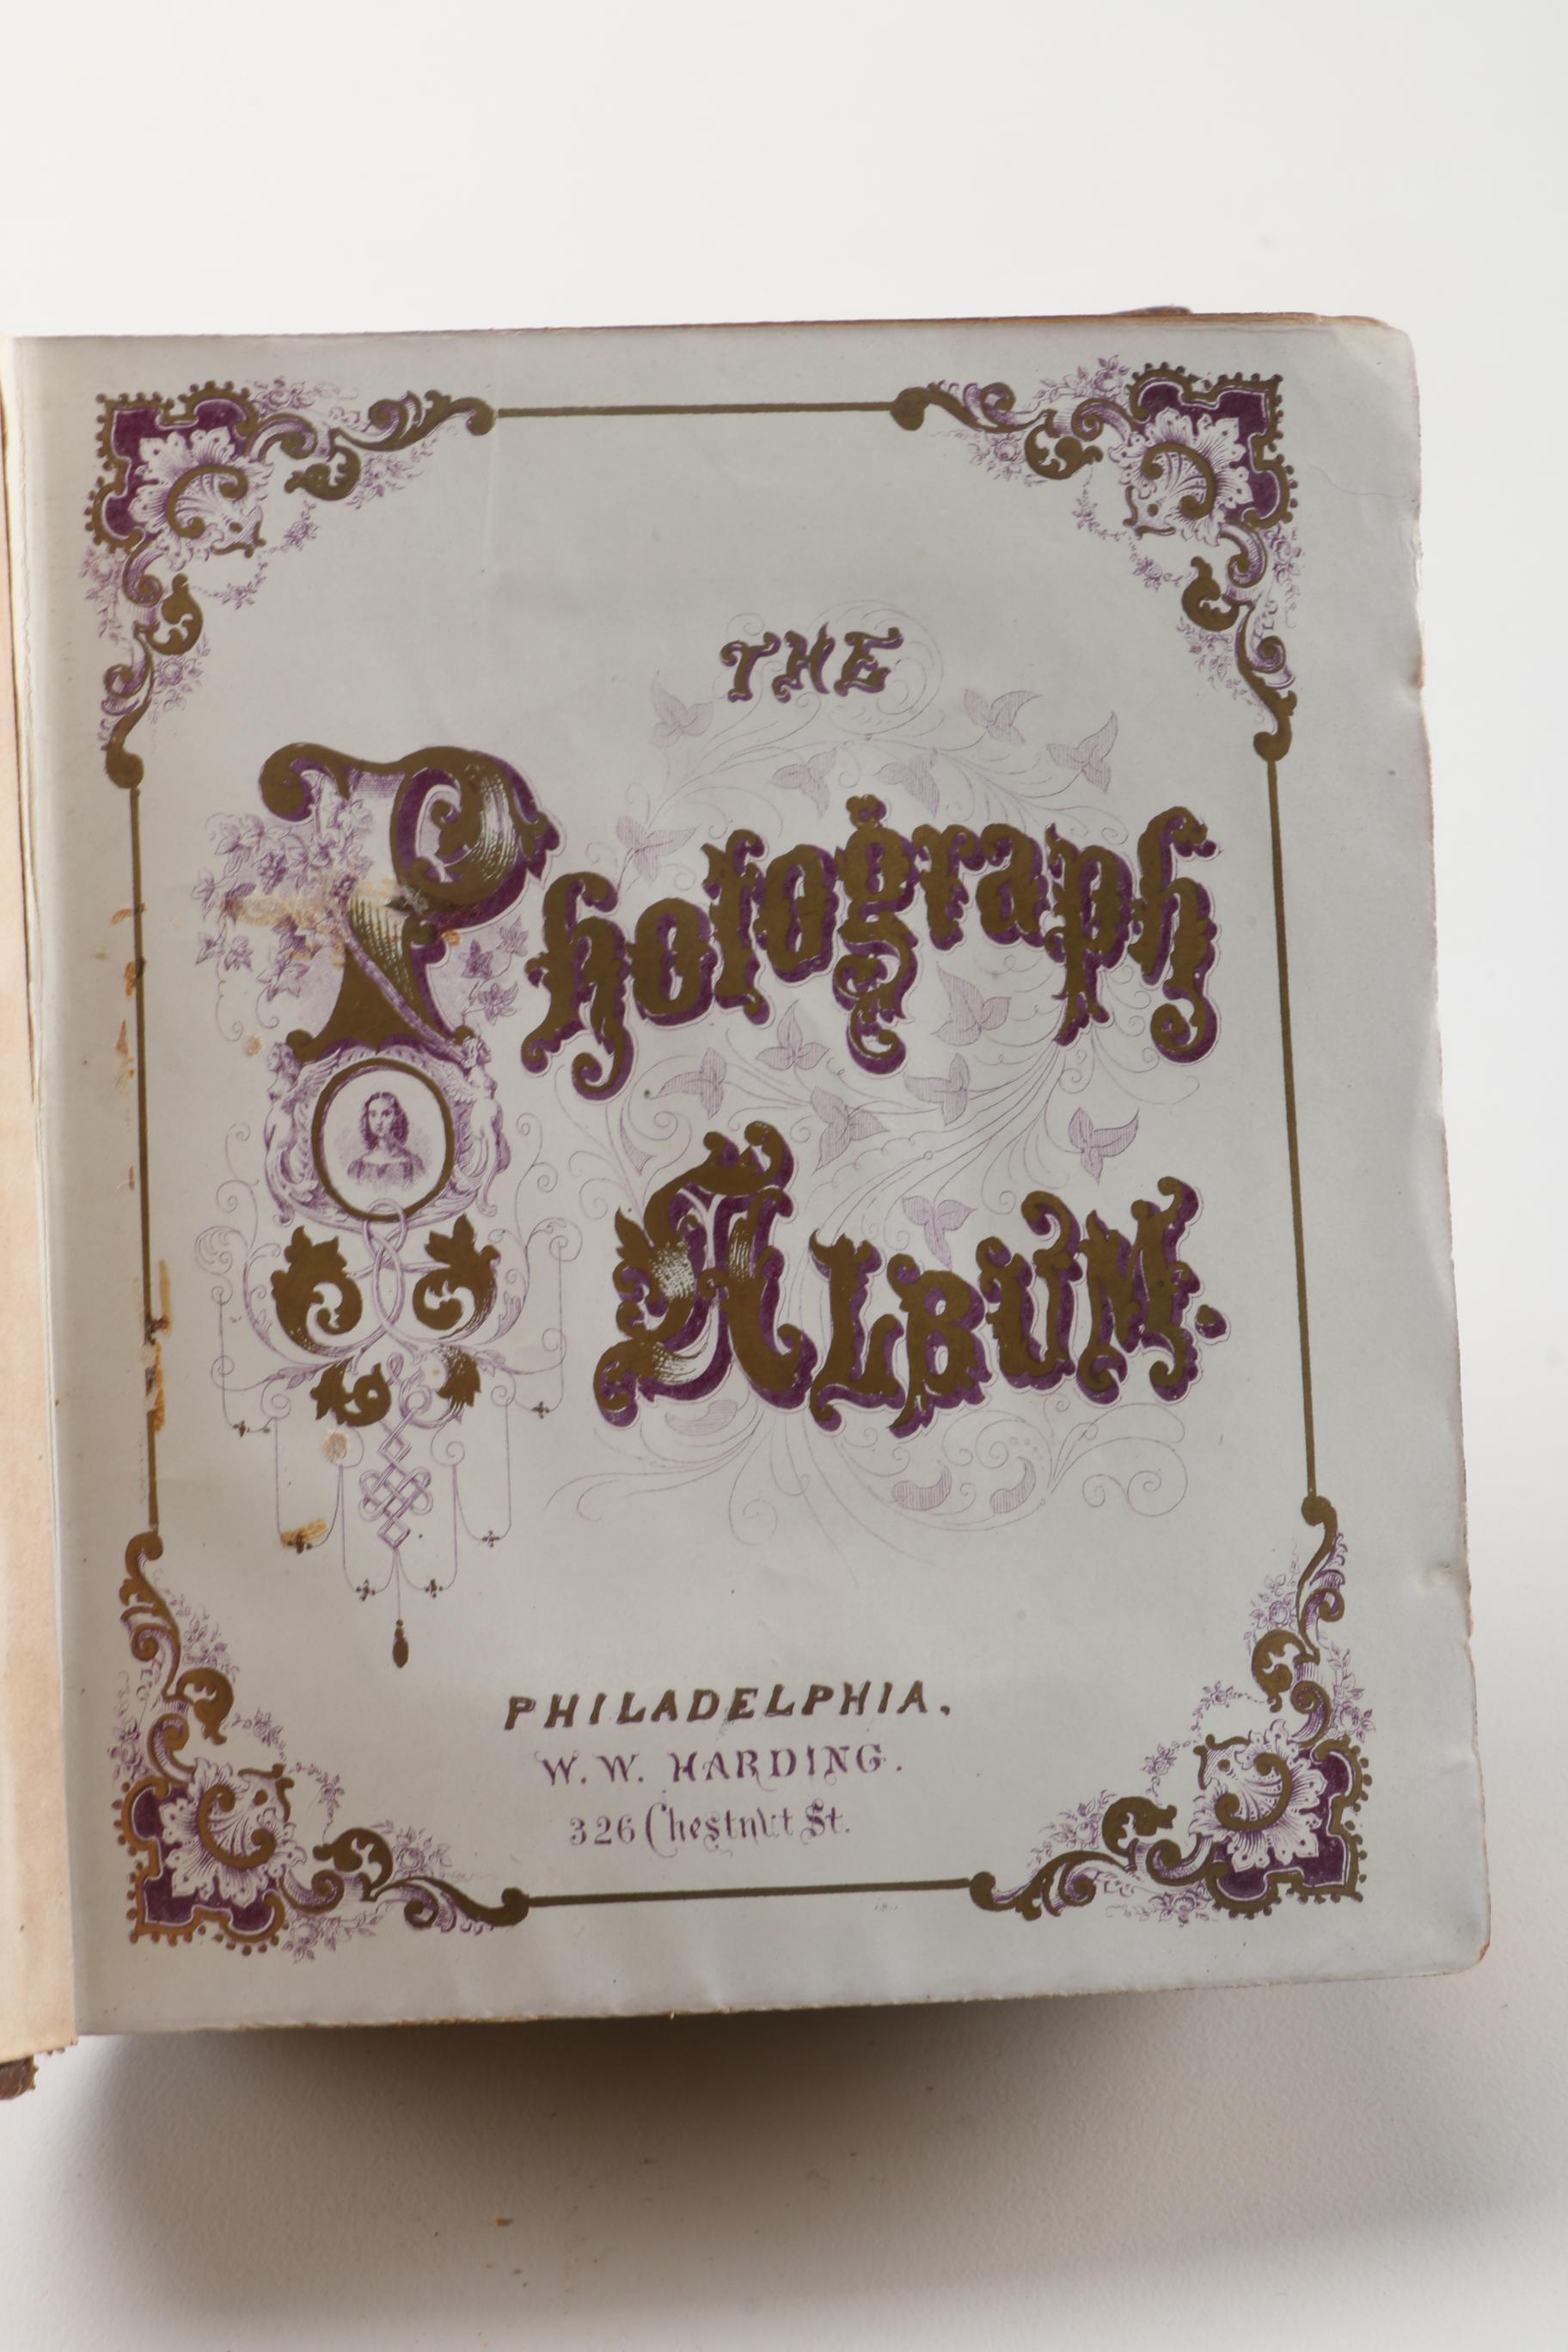 THE
Photograph
ALBUM.
PHILADELPHIA,
W. W. HARDING.
326 Chestnut St.